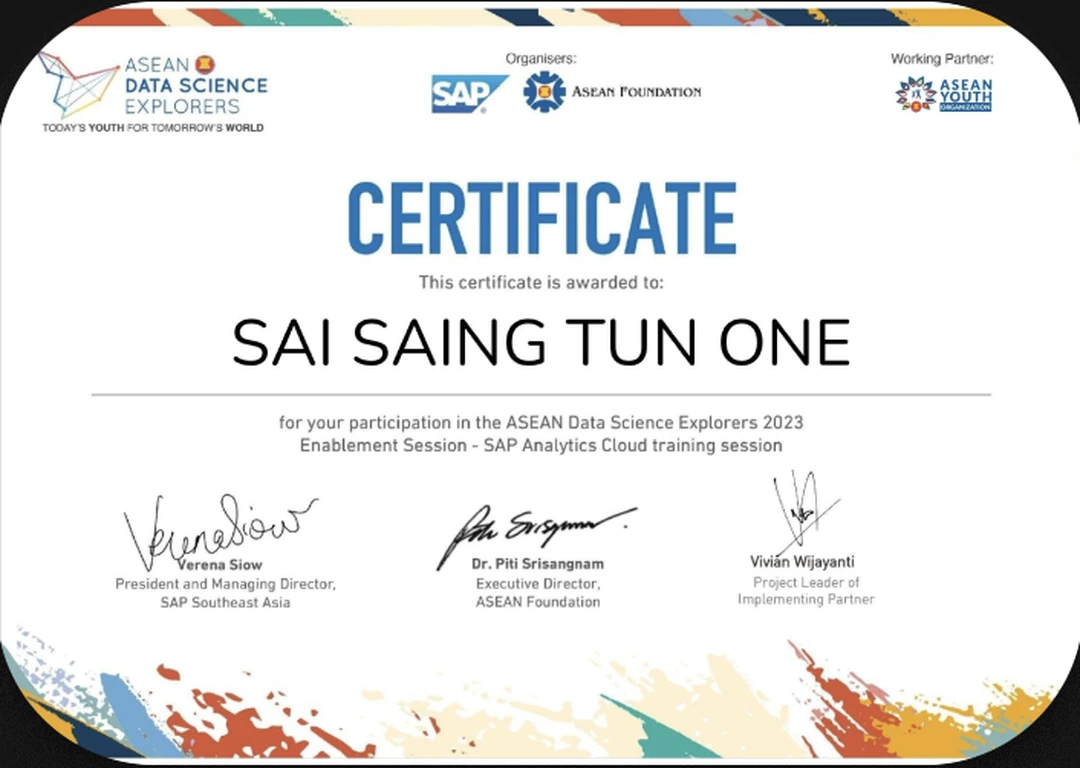 ASEAN
DATA SCIENCE
EXPLORERS
TODAY'S YOUTH FOR TOMORROW'S WORLD
Organisers:
SAP
ASEAN FOUNDATION
Working Partner:
ASEAN
YOUTH
ORGANIZATION
CERTIFICATE
This certificate is awarded to:
SAI SAING TUN ONE
for your participation in the ASEAN Data Science Explorers 2023
Enablement Session - SAP Analytics Cloud training session
Verena Siow
Verena Siow
President and Managing Director,
SAP Southeast Asia
Dr. Piti Srisangnam
Executive Director,
ASEAN Foundation
Vivián Wijayanti
Project Leader of
Implementing Partner